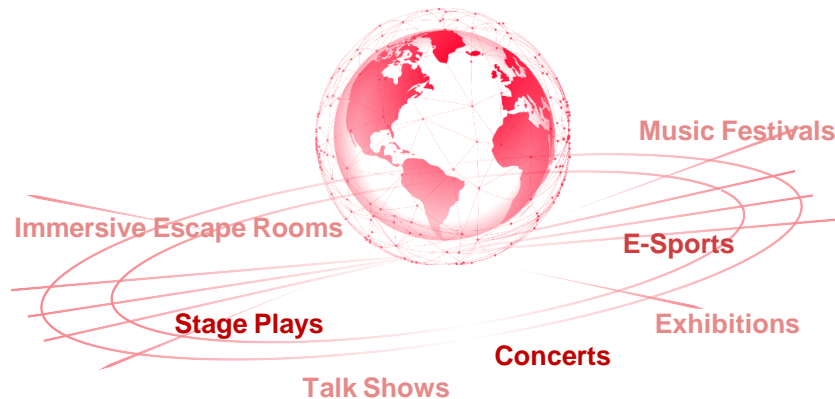 Music Festivals
Immersive Escape Rooms
E-Sports
Stage Plays
Exhibitions
Concerts
Talk Shows